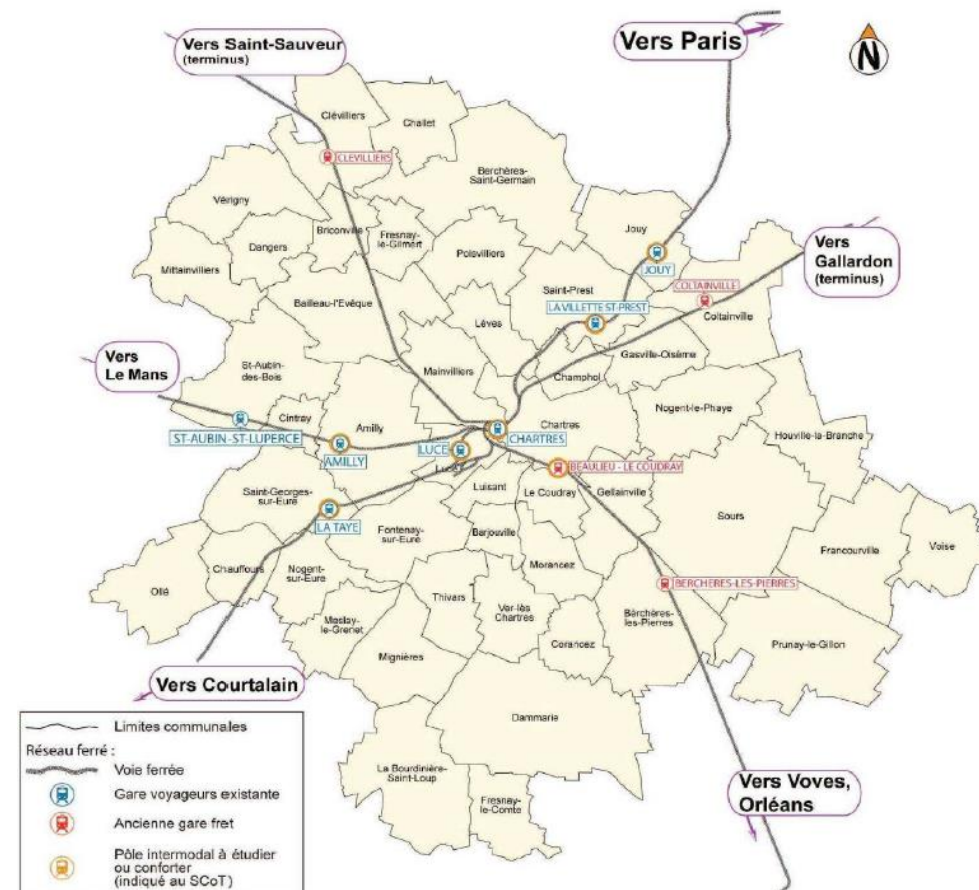 Vers Saint-Sauveur
(terminus)
Vers Paris
N
Clévilliers
Challet
CLEVILLIERS
Berchères-
Saint-Germain
Vérigny
Briconville
Fresnay-
le-Gilmert
Jouy
Dangers
Poisvilliers
Mittainvilliers
JOUY
Vers
Gallardon
(terminus)
Saint-Prest
COLTAINVILLE
Bailleau-l'Evêque
LA VILLETTE ST-PREST
Coltainville
Lèves
Gasville-Oisème
Vers
Le Mans
St-Aubin-
des-Bois
Mainvilliers
Champhol
Nogent-le-Phaye
Cintray
Amilly
Chartres
Houville-la-Branche
ST-AUBIN-ST-LUPERCE
AMILLY
LUCE
CHARTRES
BEAULIEU - LE COUDRAY
Saint-Georges-
sur-Eure
Luisant
Le Coudray
Gellainville
LA TAYE
Fontenay-
sur-Eure
Barjouville
Sours
Francourville
Voise
Chauffours
Nogent-
sur-Eure
Morancez
BERCHERES-LES-PIERRES
Ollé
Thivars
Ver-lès
Chartres
Berchères-
les-Pierres
Meslay-
le-Grenet
Corancez
Prunay-le-Gillon
Mignières
Vers Courtalain
Dammarie
La Bourdinière-
Saint-Loup
Fresnay-
le-Comte
Vers Voves,
Orléans
Limites communales
Réseau ferré :
Voie ferrée
Gare voyageurs existante
Ancienne gare fret
Pôle intermodal à étudier
ou conforter
(indiqué au SCoT)